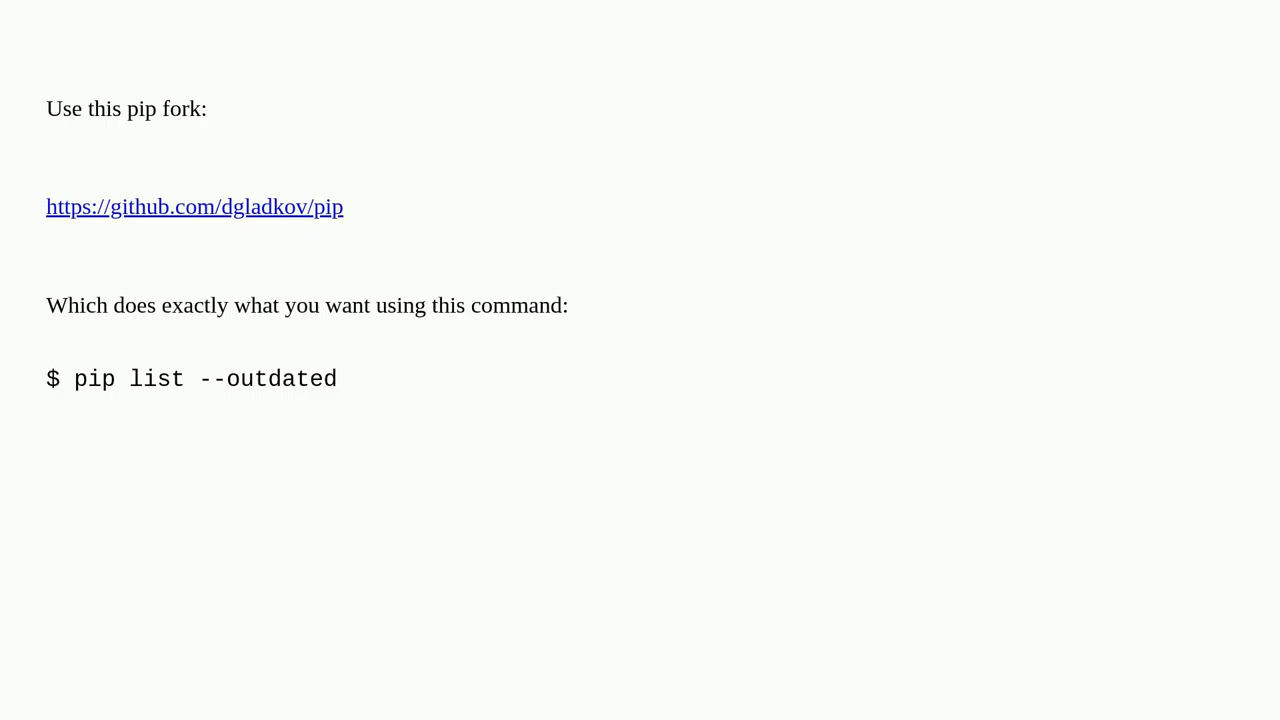 Use this pip fork:
https://github.com/dgladkov/pip
Which does exactly what you want using this command:
$ pip list --outdated